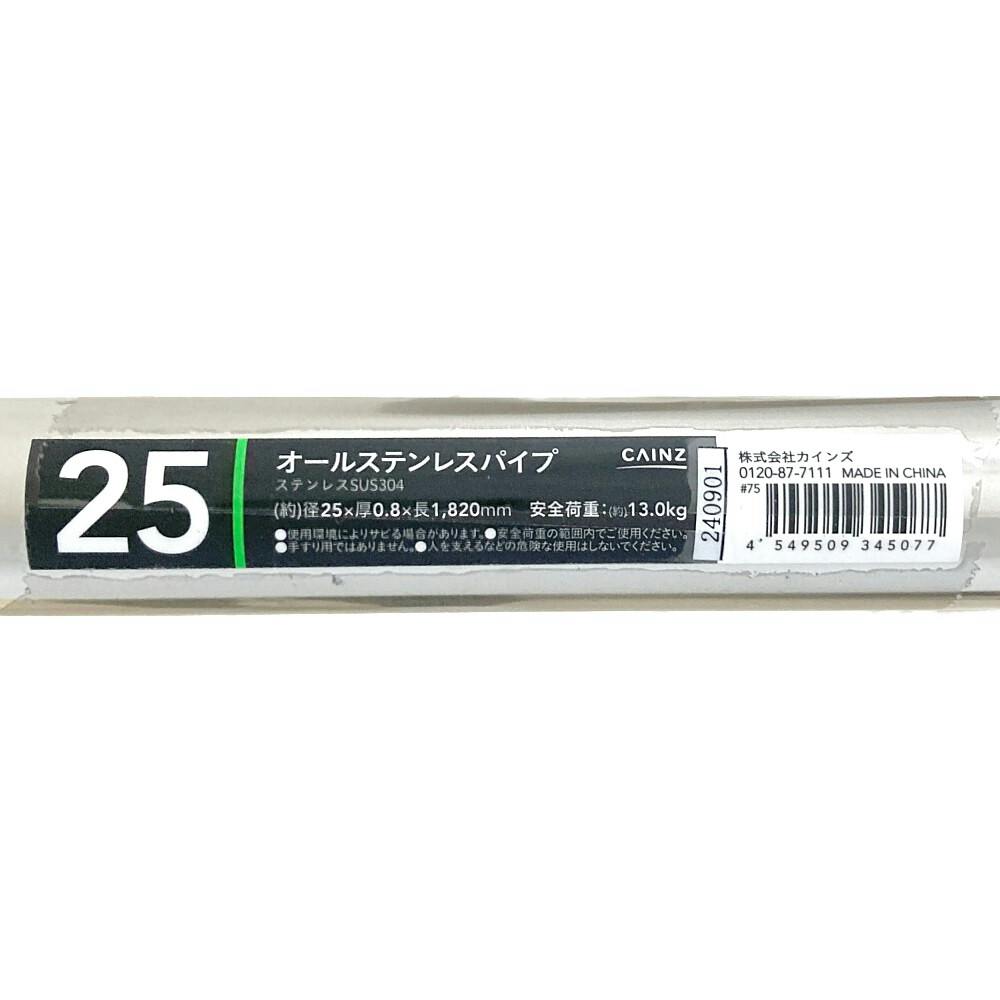 25
オールステンレスパイプ
ステンレスSUS304
(約)径25×厚0.8×長1,820mm 安全荷重:(約)13.0kg
●使用環境によりサビる場合があります。●安全荷重の範囲内でご使用ください。
●手すり用ではありません。●人を支えるなどの危険な使用はしないでください。
CAINZ
240901
株式会社カインズ
0120-87-7111 MADE IN CHINA
#75
4 549509 345077